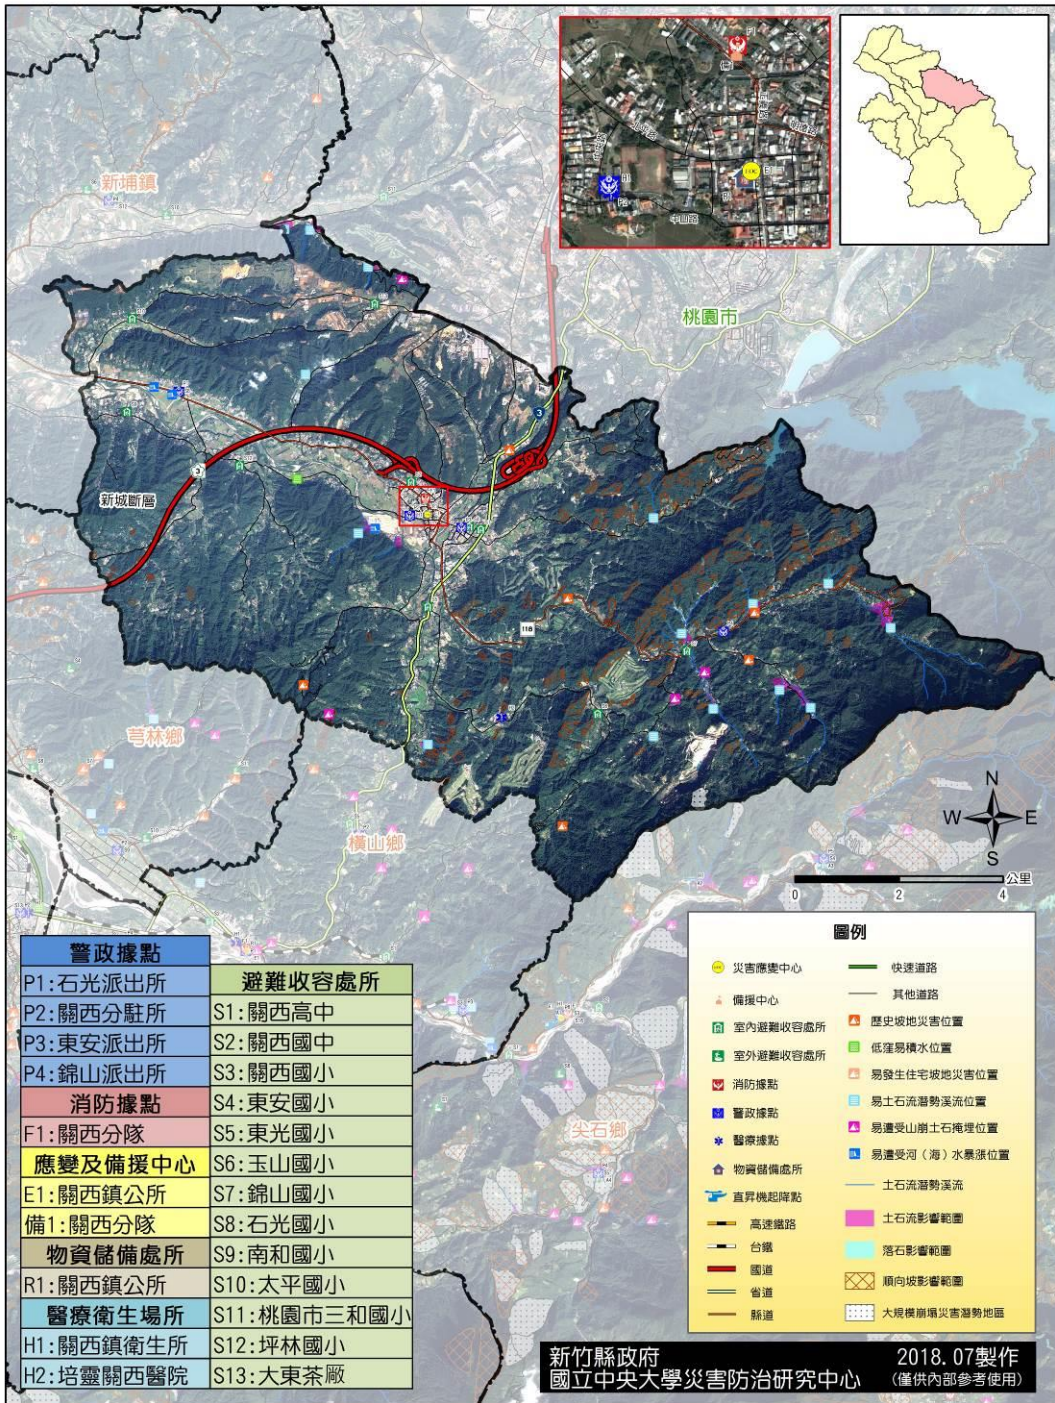 新埔鎮
桃園市
中山路
EOC
3
3
新城斷層
118
芎林鄉
橫山鄉
尖石鄉
N
W
E
S
0
2
4
公里
警政據點
P1:石光派出所
P2:關西分駐所
P3:東安派出所
P4:錦山派出所
消防據點
F1:關西分隊
應變及備援中心
E1:關西鎮公所
備1:關西分隊
物資儲備處所
R1:關西鎮公所
醫療衛生場所
H1:關西鎮衛生所
H2:培靈關西醫院
避難收容處所
S1:關西高中
S2:關西國中
S3:關西國小
S4:東安國小
S5:東光國小
S6:玉山國小
S7:錦山國小
S8:石光國小
S9:南和國小
S10:太平國小
S11:桃園市三和國小
S12:坪林國小
S13:大東茶厰
圖例
災害應變中心
備援中心
室內避難收容處所
室外避難收容處所
消防據點
警政據點
醫療據點
物資儲備處所
直昇機起降點
高速鐵路
台鐵
國道
省道
縣道
快速道路
其他道路
歷史坡地災害位置
低窪易積水位置
易發生住宅坡地災害位置
易土石流潛勢溪流位置
易遭受山崩土石掩埋位置
易遭受河（海）水暴漲位置
土石流潛勢溪流
土石流影響範圍
落石影響範圍
順向坡影響範圍
大規模崩塌災害潛勢地區
新竹縣政府
國立中央大學災害防治研究中心
2018.07製作
(僅供內部參考使用)